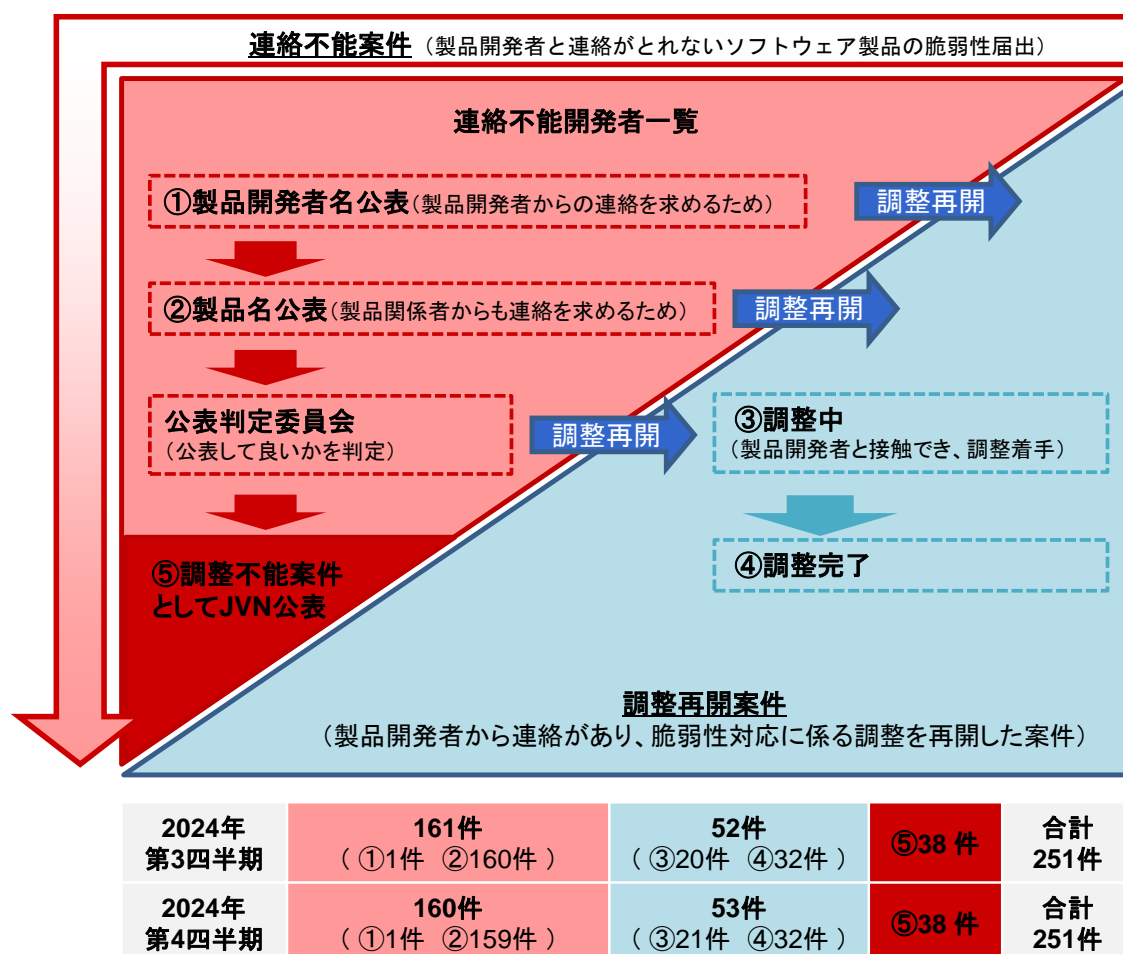 連絡不能案件（製品開発者と連絡がとれないソフトウェア製品の脆弱性届出）
連絡不能開発者一覧
①製品開発者名公表（製品開発者からの連絡を求めるため）
調整再開
②製品名公表（製品関係者からも連絡を求めるため）
調整再開
公表判定委員会
（公表して良いかを判定）
調整再開
③調整中
（製品開発者と接触でき、調整着手）
④調整完了
⑤調整不能案件
としてJVN公表
調整再開案件
（製品開発者から連絡があり、脆弱性対応に係る調整を再開した案件）
2024年
第3四半期
161件
（ ①1件 ②160件 ）
52件
（ ③20件 ④32件 ）
⑤38 件
合計
251件
2024年
第4四半期
160件
（ ①1件 ②159件 ）
53件
（ ③21件 ④32件 ）
⑤38 件
合計
251件